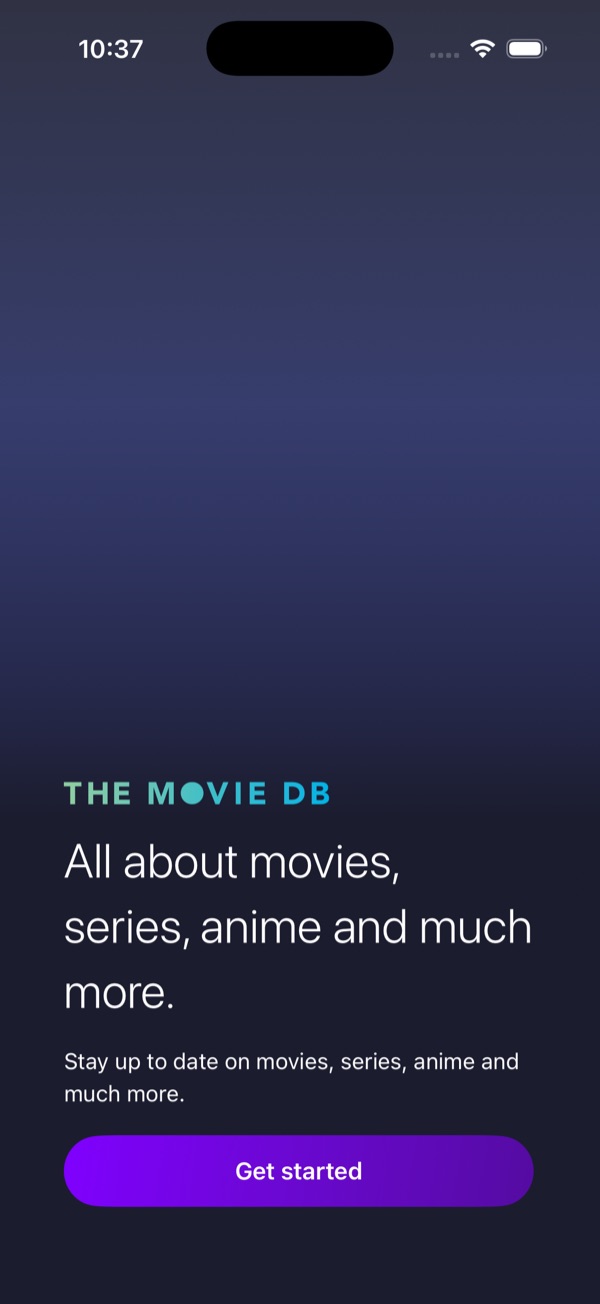 10:37
THE MOVIE DB
All about movies,
series, anime and much
more.
Stay up to date on movies, series, anime and
much more.
Get started